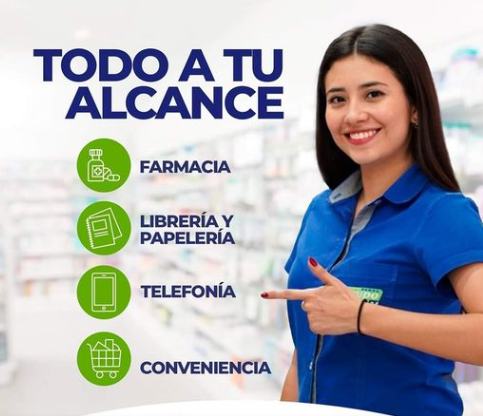 TODO A TU
ALCANCE
FARMACIA
LIBRERÍA Y
PAPELERÍA
TELEFONÍA
CONVENIENCIA